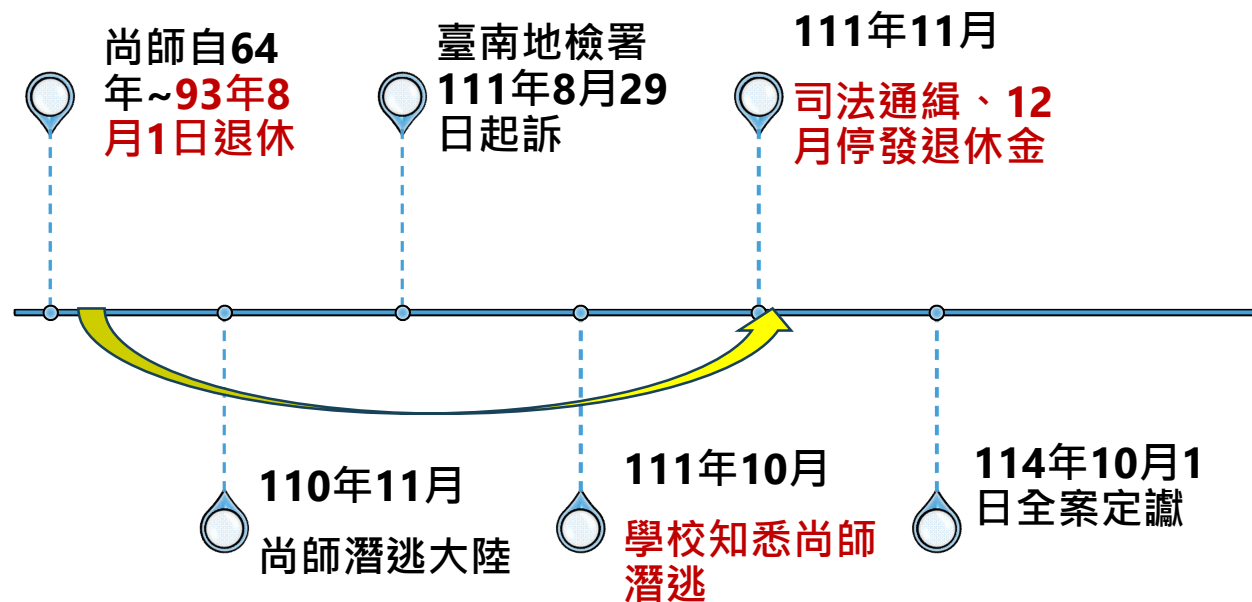 尚師自64
年~93年8
月1日退休
110年11月
尚師潛逃大陸
臺南地檢署
111年8月29
日起訴
111年10月
學校知悉尚師
潛逃
111年11月
司法通緝、12
月停發退休金
114年10月1
日全案定讞